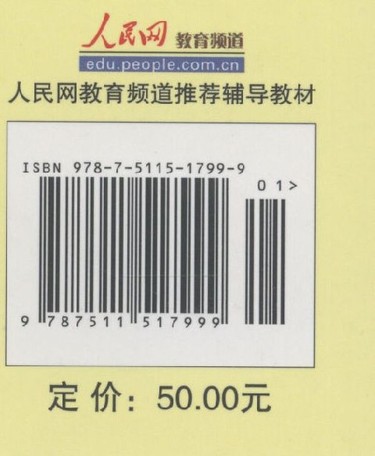 人民网 教育频道
edu.people.com.cn
人民网教育频道推荐辅导教材
ISBN 978-7-5115-1799-9
01>
9 787511 517999
定价：50.00元